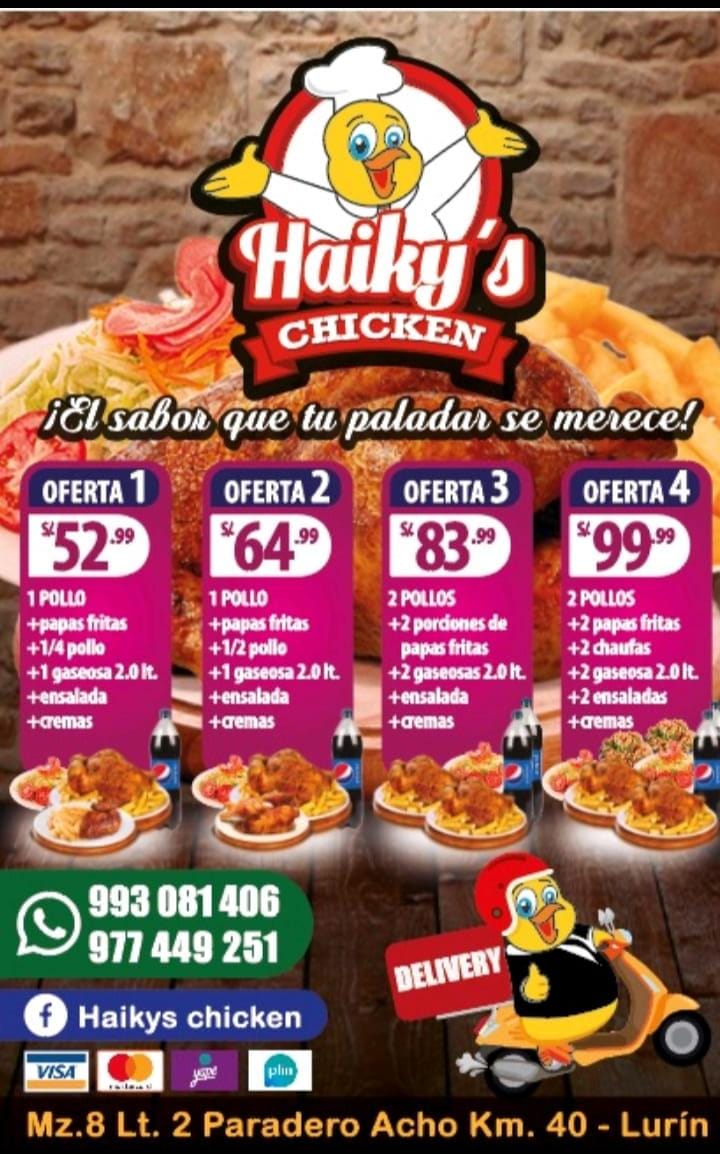 Haiky's
CHICKEN
¡El sabor que tu paladar se merece!
OFERTA 1
S/ 52.99
1 POLLO
+papas fritas
+1/4 pollo
+1 gaseosa 2.0 lt.
+ensalada
+cremas
OFERTA 2
S/ 64.99
1 POLLO
+papas fritas
+1/2 pollo
+1 gaseosa 2.0 lt.
+ensalada
+cremas
OFERTA 3
S/ 83.99
2 POLLOS
+2 porciones de
papas fritas
+2 gaseosas 2.0 lt.
+ensalada
+cremas
OFERTA 4
S/ 99.99
2 POLLOS
+2 papas fritas
+2 chaufas
+2 gaseosa 2.0 lt.
+2 ensaladas
+cremas
993 081 406
977 449 251
DELIVERY
f Haikys chicken
VISA mastercard yape plin
Mz.8 Lt. 2 Paradero Acho Km. 40 - Lurín